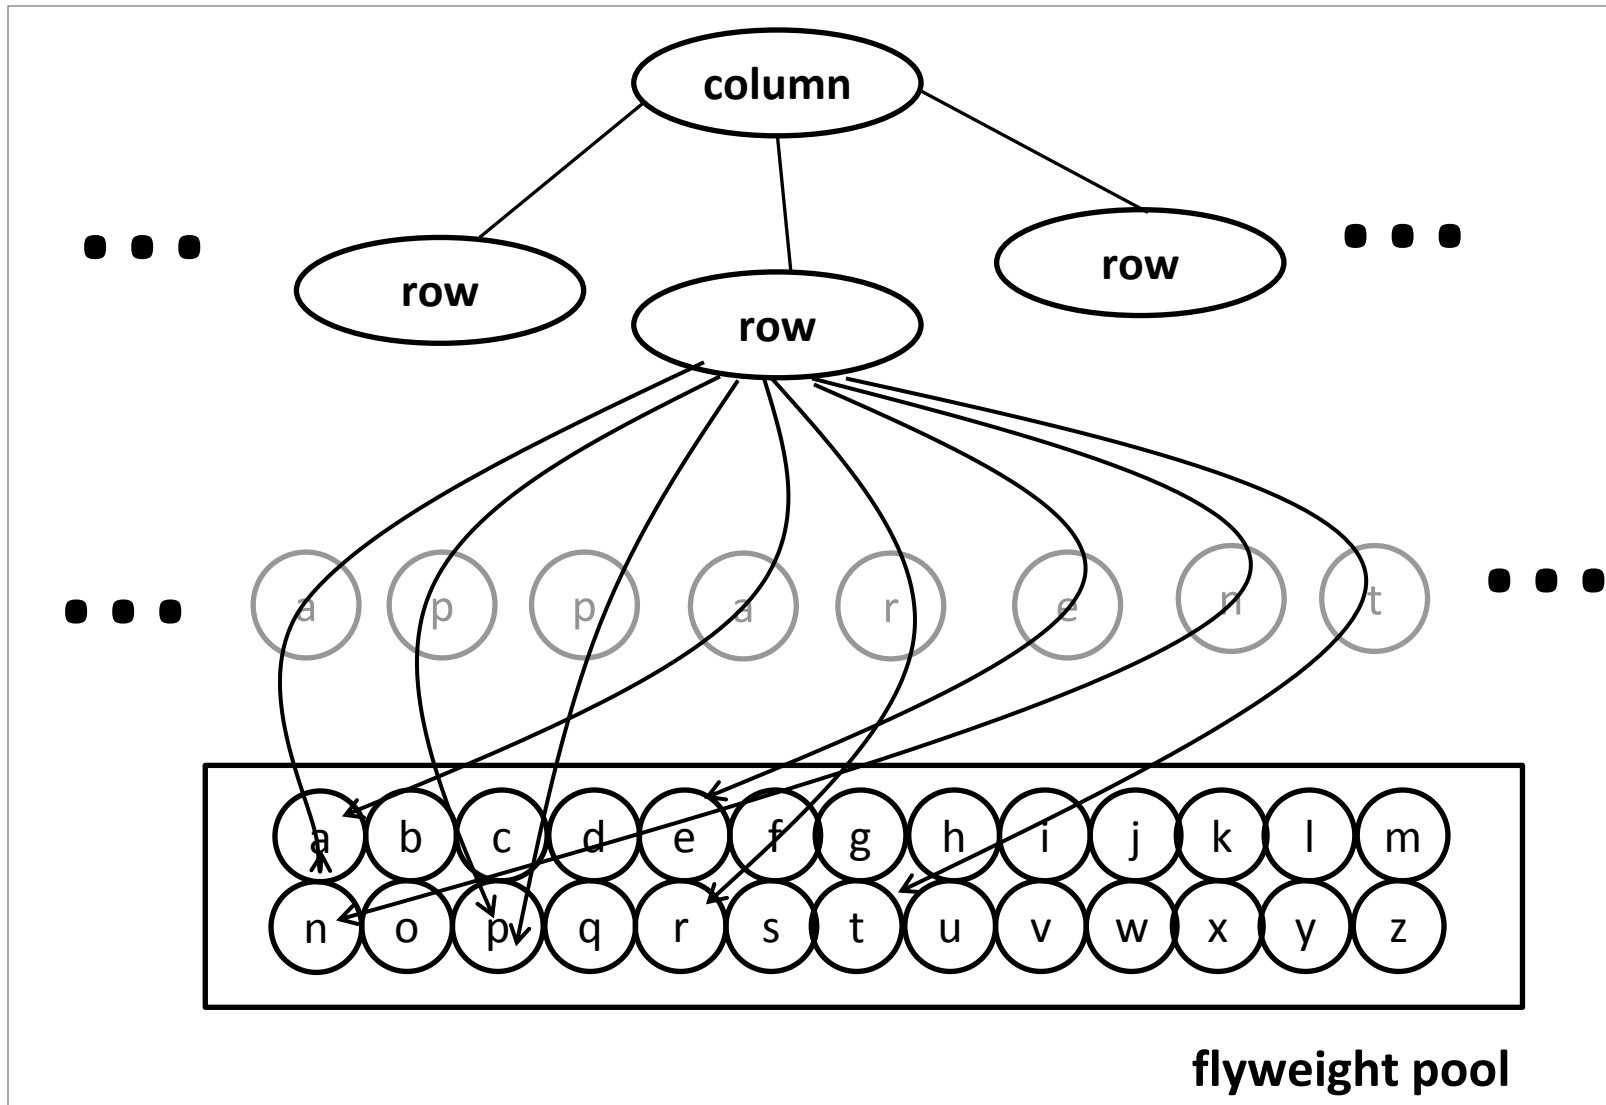 column
row
row
row
a p p a r e n t
a b c d e f g h i j k l m
n o p q r s t u v w x y z
flyweight pool